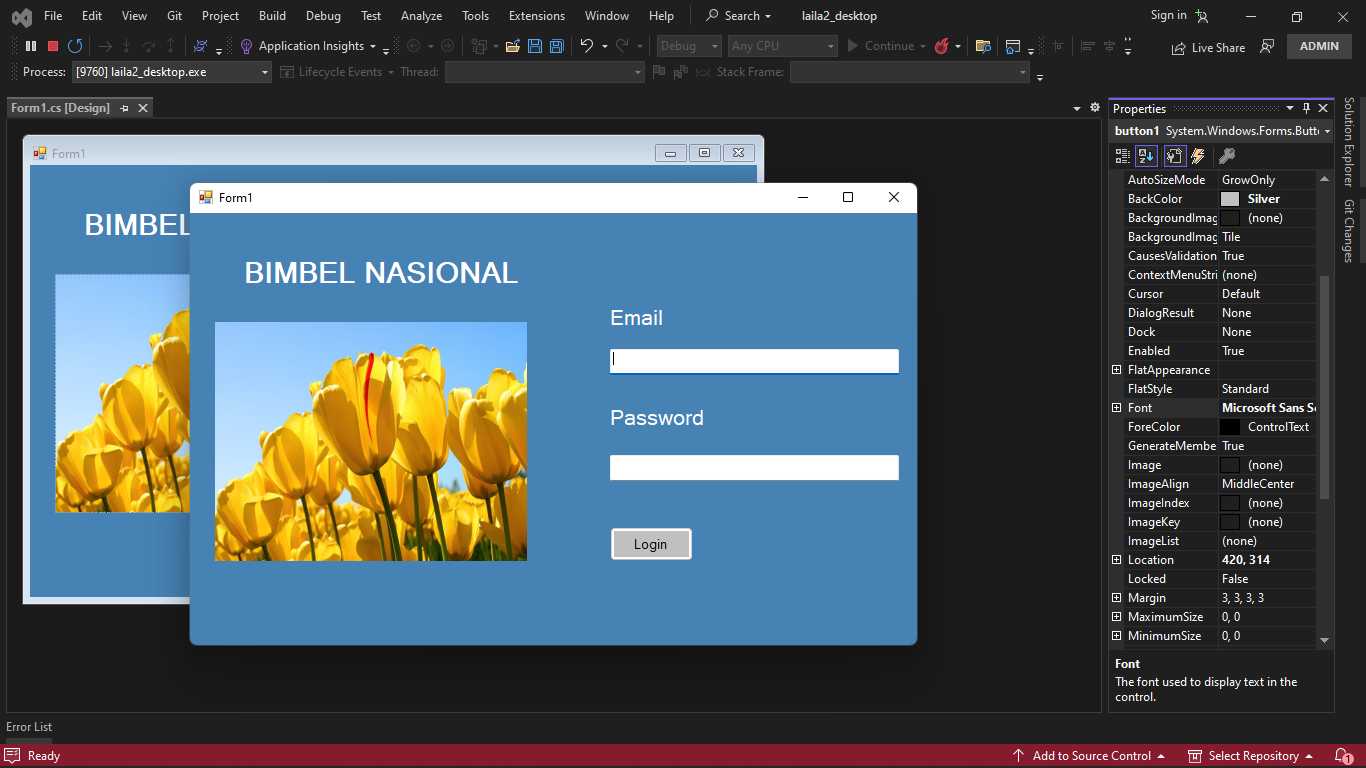 File Edit View Git Project Build Debug Test Analyze Tools Extensions Window Help Search laila2_desktop Sign in
Application Insights Debug Any CPU Continue Live Share ADMIN
Process: [9760] laila2_desktop.exe Lifecycle Events Thread: Stack Frame:
Form1.cs [Design]
Form1
BIMBEL
Form1
BIMBEL NASIONAL
Email
Password
Login
Properties
button1 System.Windows.Forms.Butt
AutoSizeMode GrowOnly
BackColor Silver
BackgroundImag (none)
BackgroundImag Tile
CausesValidation True
ContextMenuStri (none)
Cursor Default
DialogResult None
Dock None
Enabled True
FlatAppearance
FlatStyle Standard
Font Microsoft Sans Se
ForeColor ControlText
GenerateMembe True
Image (none)
ImageAlign MiddleCenter
ImageIndex (none)
ImageKey (none)
ImageList (none)
Location 420, 314
Locked False
Margin 3, 3, 3, 3
MaximumSize 0, 0
MinimumSize 0, 0
Font
The font used to display text in the
control.
Solution Explorer
Git Changes
Error List
Ready Add to Source Control Select Repository 1